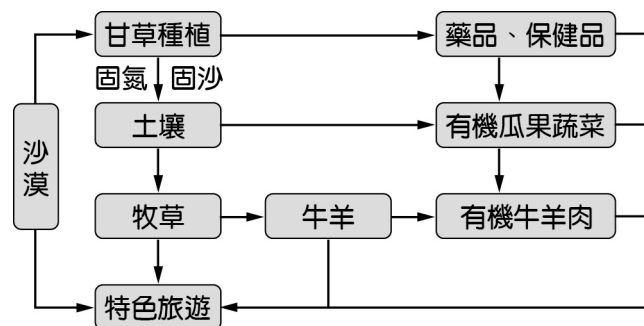 甘草種植
藥品、保健品
固氮 固沙
土壤
有機瓜果蔬菜
沙漠
牧草
牛羊
有機牛羊肉
特色旅遊